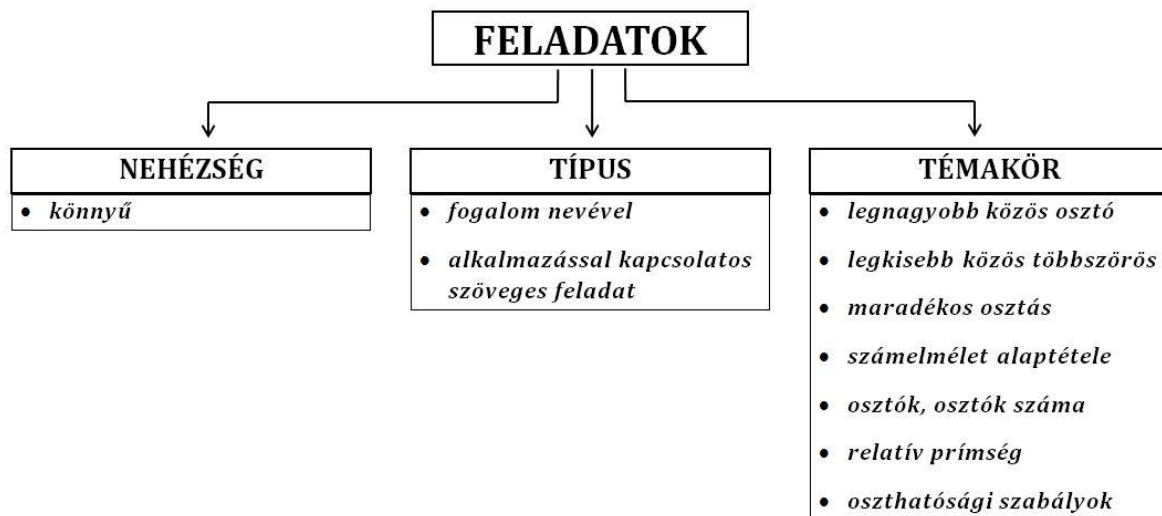 FELADATOK
NEHÉZSÉG
• könnyű
TÍPUS
• fogalom nevével
• alkalmazással kapcsolatos
szöveges feladat
TÉMAKÖR
• legnagyobb közös osztó
• legkisebb közös többszörös
• maradékos osztás
• számelmélet alaptétele
• osztók, osztók száma
• relatív prímség
• oszthatósági szabályok